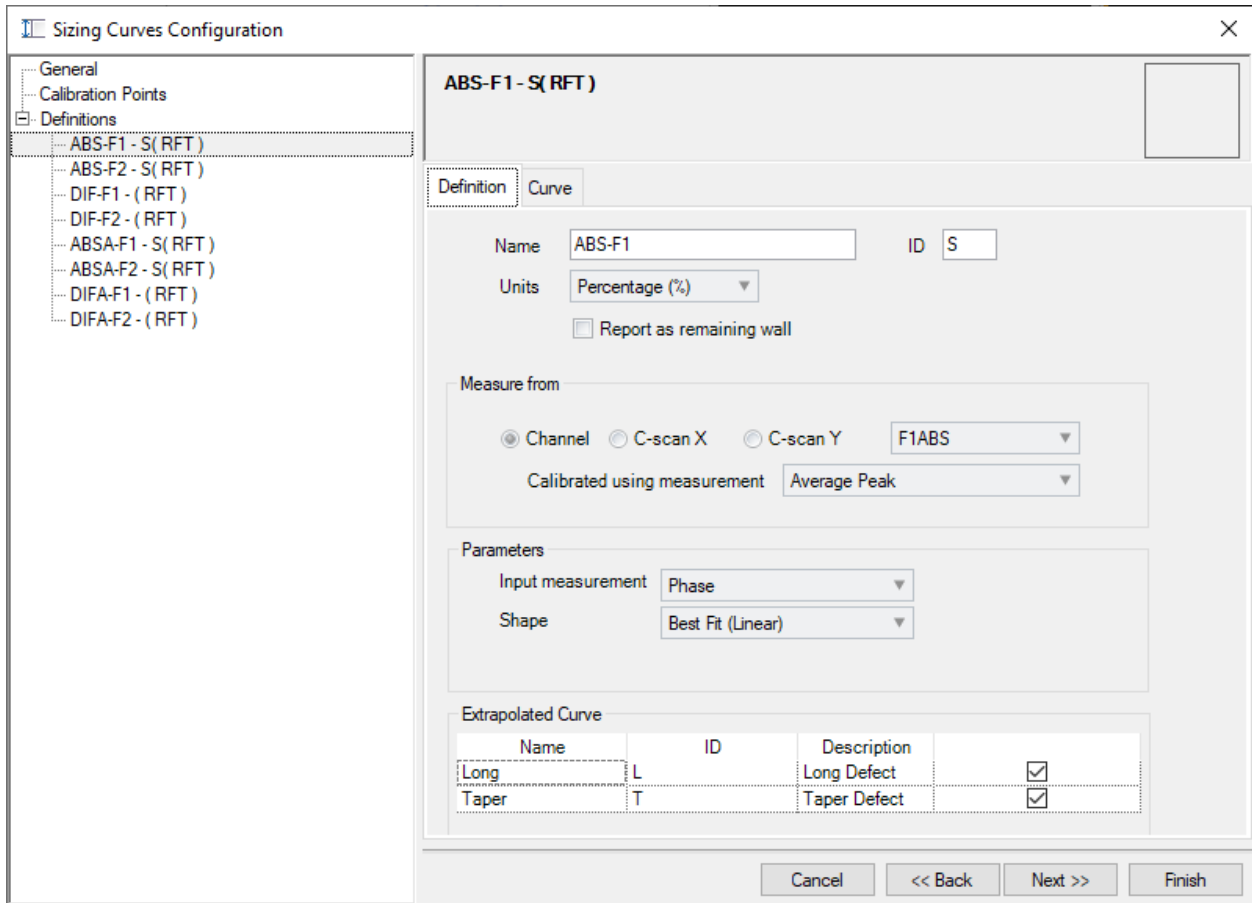 Sizing Curves Configuration
General
Calibration Points
Definitions
ABS-F1 - S( RFT )
ABS-F2 - S( RFT )
DIF-F1 - ( RFT )
DIF-F2 - ( RFT )
ABSA-F1 - S( RFT )
ABSA-F2 - S( RFT )
DIFA-F1 - ( RFT )
DIFA-F2 - ( RFT )
ABS-F1 - S( RFT )
Definition Curve
Name ABS-F1 ID S
Units Percentage (%)
Report as remaining wall
Measure from
Channel C-scan X C-scan Y F1ABS
Calibrated using measurement Average Peak
Parameters
Input measurement Phase
Shape Best Fit (Linear)
Extrapolated Curve
Name ID Description
Long L Long Defect
Taper T Taper Defect
Cancel << Back Next >> Finish